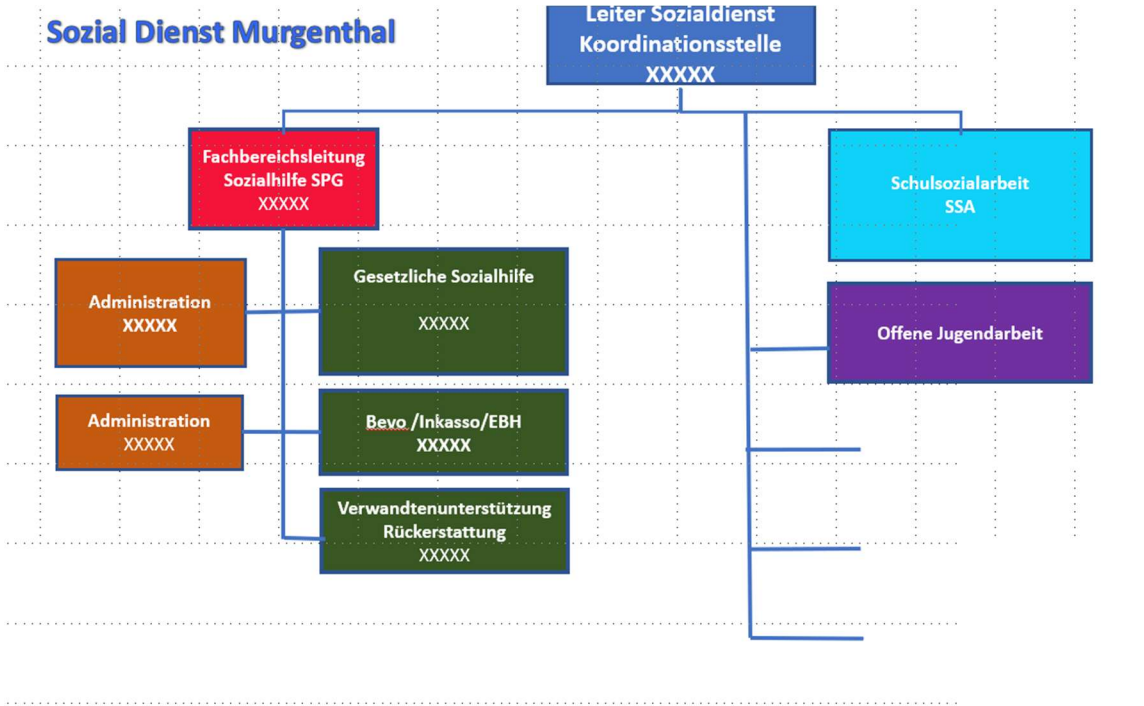 Sozial Dienst Murgenthal
Leiter Sozialdienst
Koordinationsstelle
XXXXX
Fachbereichsleitung
Sozialhilfe SPG
XXXXX
Schulsozialarbeit
SSA
Administration
XXXXX
Gesetzliche Sozialhilfe
XXXXX
Offene Jugendarbeit
Administration
XXXXX
Bevo /Inkasso/EBH
XXXXX
Verwandtenunterstützung
Rückerstattung
XXXXX